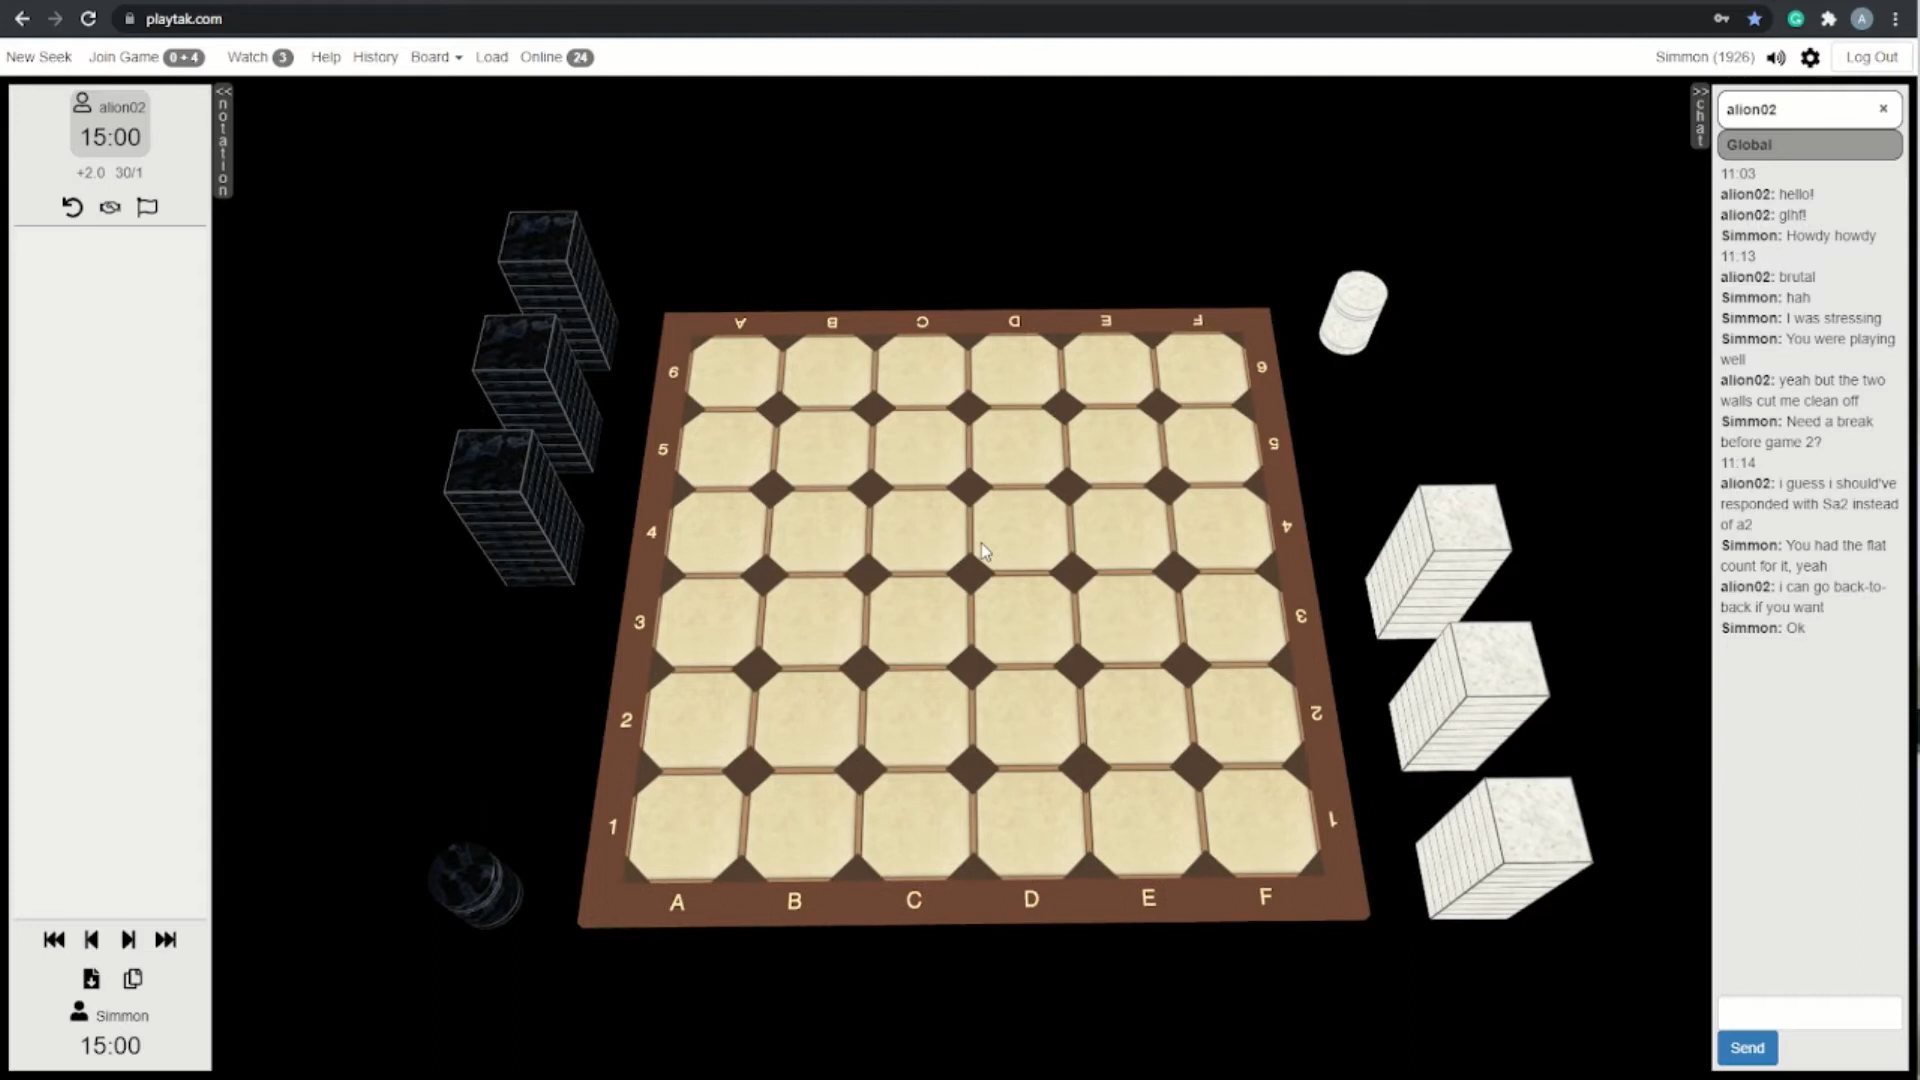 playtak.com
A
New Seek Join Game 0 + 4 Watch 3 Help History Board Load Online 24 Simmon (1926) Log Out
alion02
15:00
+2.0 30/1
<< notation
>> chat
alion02 ×
Global
11:03
alion02: hello!
alion02: glhf!
Simmon: Howdy howdy
11:13
alion02: brutal
Simmon: hah
Simmon: I was stressing
Simmon: You were playing
well
alion02: yeah but the two
walls cut me clean off
Simmon: Need a break
before game 2?
11:14
alion02: i guess i should've
responded with Sa2 instead
of a2
Simmon: You had the flat
count for it, yeah
alion02: i can go back-to-
back if you want
Simmon: Ok
A B C D E F
6 6
5 5
4 4
3 3
2 2
1 1
A B C D E F
Simmon
15:00
Send